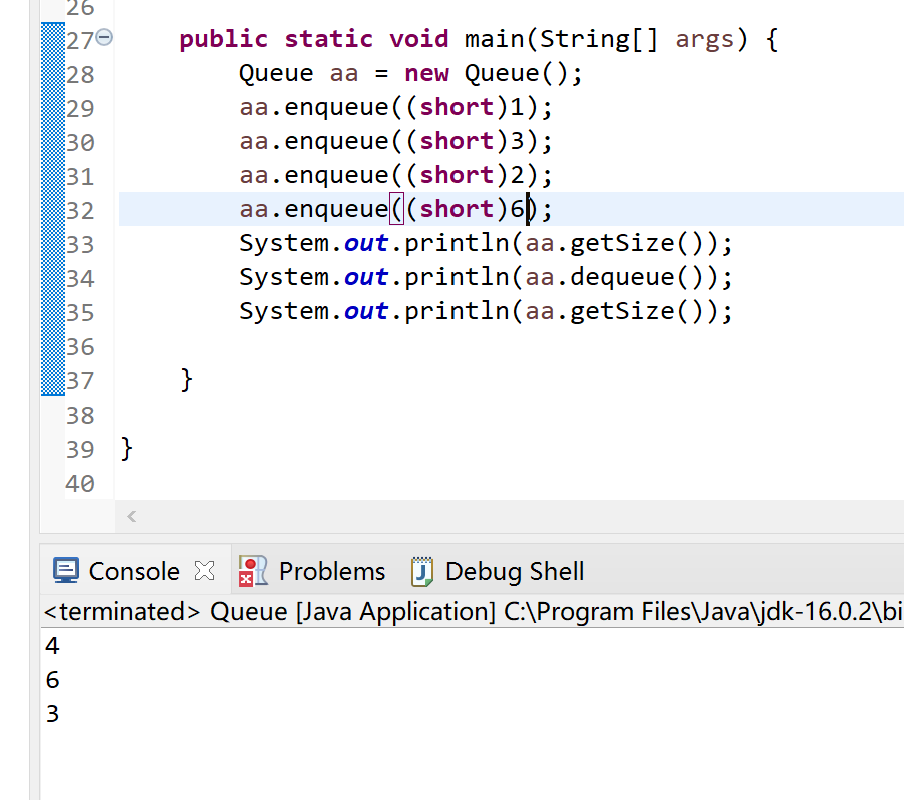 26
27 public static void main(String[] args) {
28 Queue aa = new Queue();
29 aa.enqueue((short)1);
30 aa.enqueue((short)3);
31 aa.enqueue((short)2);
32 aa.enqueue((short)6);
33 System.out.println(aa.getSize());
34 System.out.println(aa.dequeue());
35 System.out.println(aa.getSize());
36
37 }
38
39 }
40
Console Problems Debug Shell
<terminated> Queue [Java Application] C:\Program Files\Java\jdk-16.0.2\bi
4
6
3